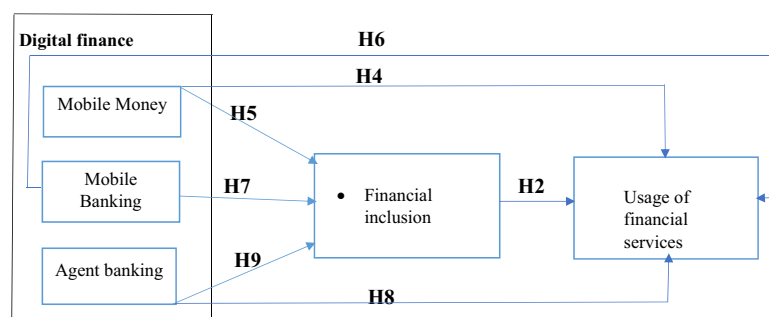 Digital finance
H6
H4
Mobile Money
H5
Mobile
Banking
H7
• Financial
inclusion
H2
Usage of
financial
services
Agent banking
H9
H8